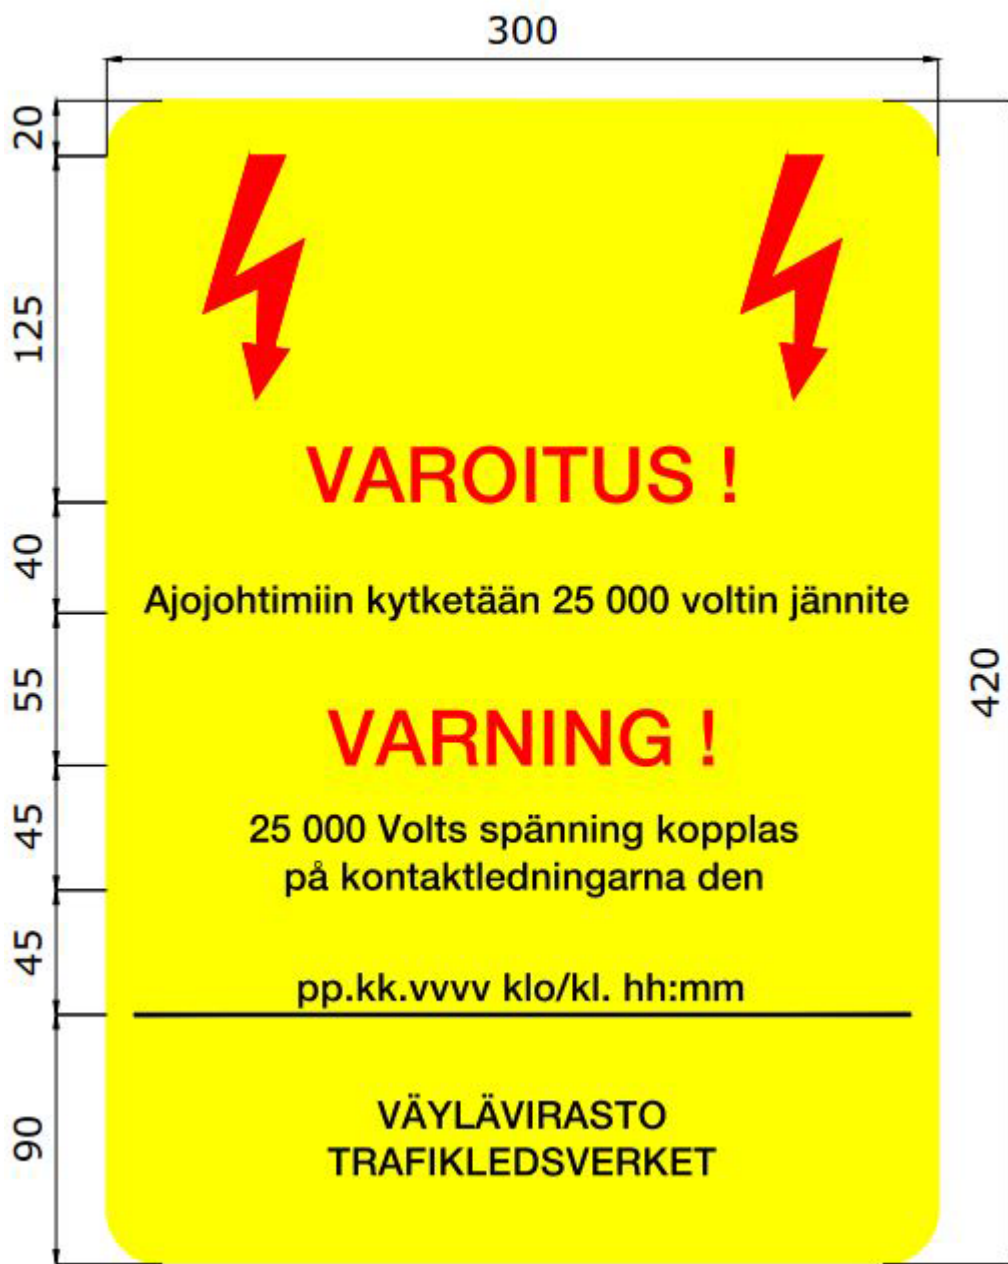 300
20
125
VAROITUS !
40
Ajojohtimiin kytketään 25 000 voltin jännite
55
420
VARNING !
45
25 000 Volts spänning kopplas
på kontaktledningarna den
45
pp.kk.vvvv klo/kl. hh:mm
90
VÄYLÄVIRASTO
TRAFIKLEDSVERKET